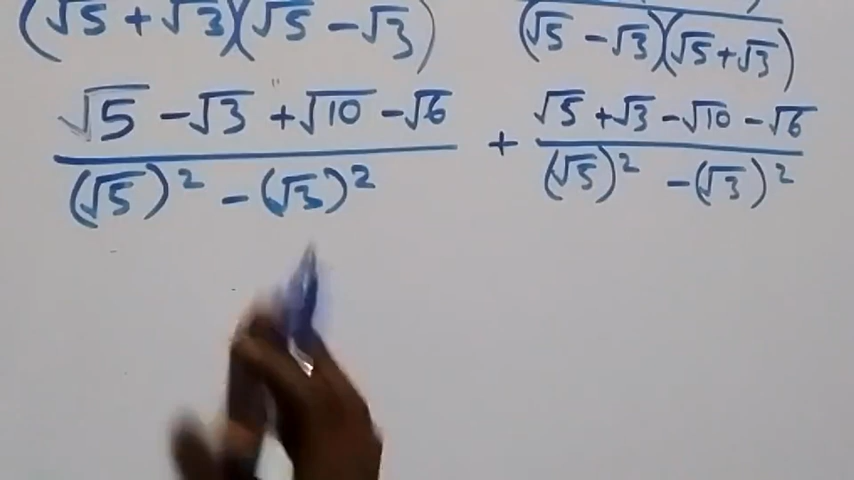 (√5 + √3)(√5 - √3) (√5 - √3)(√5 + √3)
√5 - √3 + √10 - √6 + √5 + √3 - √10 - √6
(√5)² - (√3)² (√5)² - (√3)²